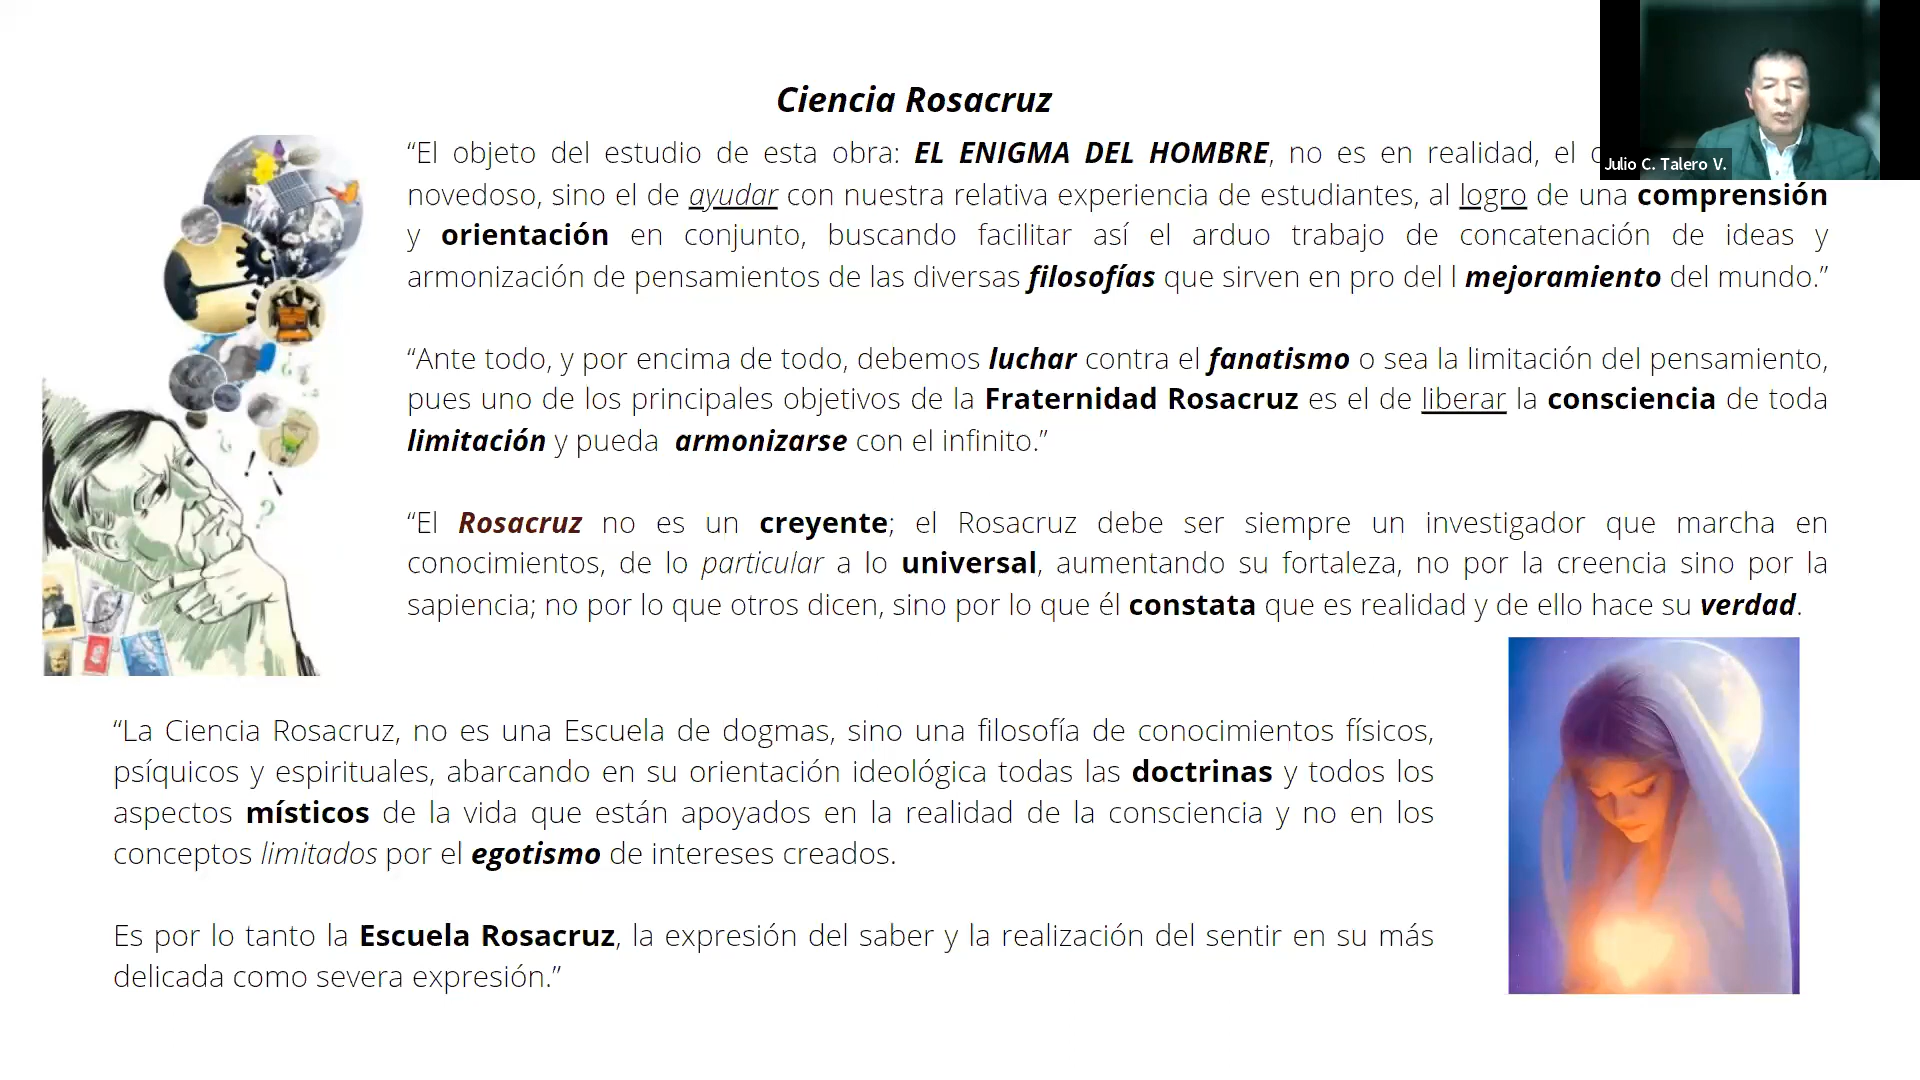 Ciencia Rosacruz
“El objeto del estudio de esta obra: EL ENIGMA DEL HOMBRE, no es en realidad, el
novedoso, sino el de ayudar con nuestra relativa experiencia de estudiantes, al logro de una comprensión
y orientación en conjunto, buscando facilitar así el arduo trabajo de concatenación de ideas y
armonización de pensamientos de las diversas filosofías que sirven en pro del l mejoramiento del mundo.”
“Ante todo, y por encima de todo, debemos luchar contra el fanatismo o sea la limitación del pensamiento,
pues uno de los principales objetivos de la Fraternidad Rosacruz es el de liberar la consciencia de toda
limitación y pueda armonizarse con el infinito.”
“El Rosacruz no es un creyente; el Rosacruz debe ser siempre un investigador que marcha en
conocimientos, de lo particular a lo universal, aumentando su fortaleza, no por la creencia sino por la
sapiencia; no por lo que otros dicen, sino por lo que él constata que es realidad y de ello hace su verdad.
“La Ciencia Rosacruz, no es una Escuela de dogmas, sino una filosofía de conocimientos físicos,
psíquicos y espirituales, abarcando en su orientación ideológica todas las doctrinas y todos los
aspectos místicos de la vida que están apoyados en la realidad de la consciencia y no en los
conceptos limitados por el egotismo de intereses creados.
Es por lo tanto la Escuela Rosacruz, la expresión del saber y la realización del sentir en su más
delicada como severa expresión.”
Julio C. Talero V.